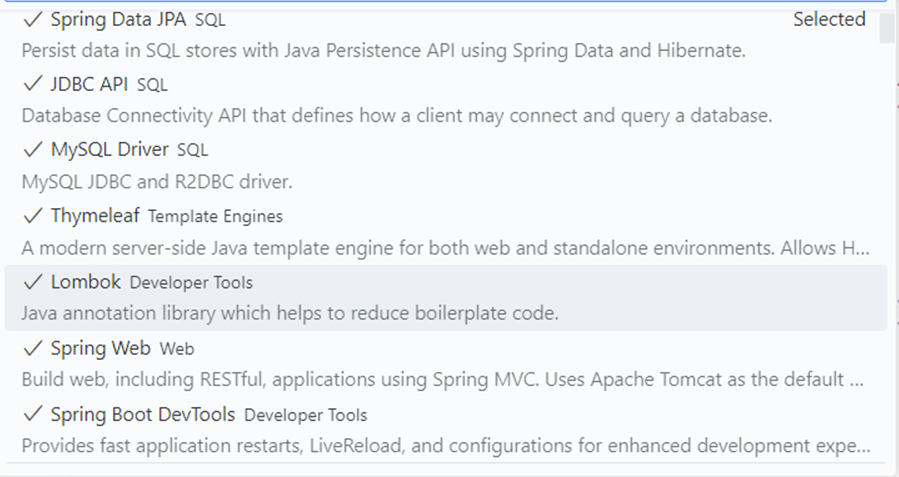 Spring Data JPA SQL Selected
Persist data in SQL stores with Java Persistence API using Spring Data and Hibernate.
JDBC API SQL
Database Connectivity API that defines how a client may connect and query a database.
MySQL Driver SQL
MySQL JDBC and R2DBC driver.
Thymeleaf Template Engines
A modern server-side Java template engine for both web and standalone environments. Allows H...
Lombok Developer Tools
Java annotation library which helps to reduce boilerplate code.
Spring Web Web
Build web, including RESTful, applications using Spring MVC. Uses Apache Tomcat as the default ...
Spring Boot DevTools Developer Tools
Provides fast application restarts, LiveReload, and configurations for enhanced development expe...